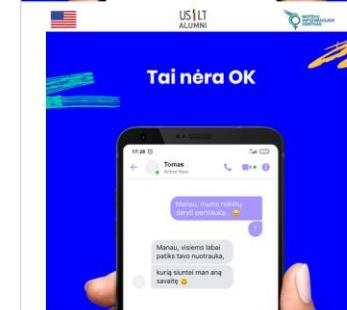 US LT
ALUMNI
Tai nėra OK
17:28
Tomas
Active Now
Manau, mums reikėtų
daryti pertrauką..
?
Manau, visiems labai
patiks tavo nuotrauka,
kurią siuntei man aną
savaitę